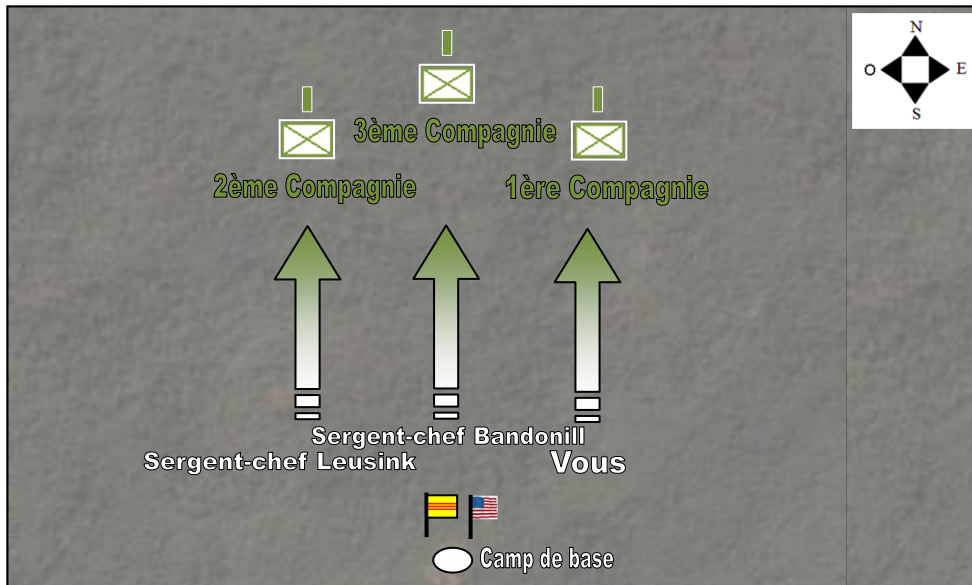 N
O
E
S
3ème Compagnie
2ème Compagnie
1ère Compagnie
Sergent-chef Bandonill
Sergent-chef Leusink
Vous
Camp de base